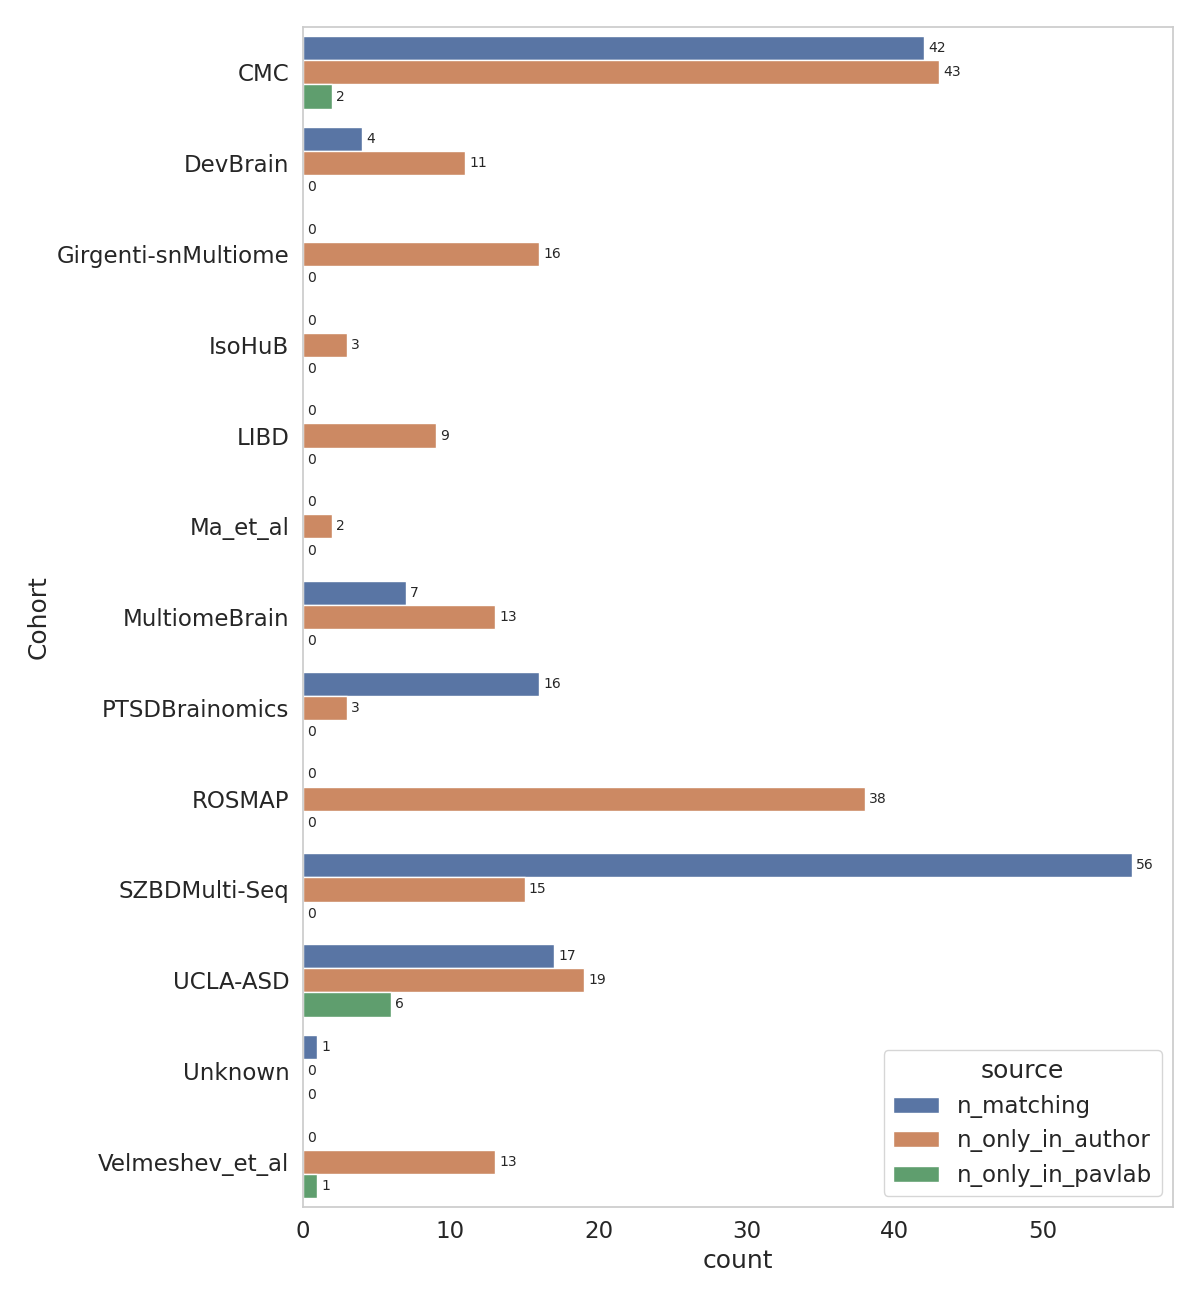 CMC 42
43
2
DevBrain 4
11
0
Girgenti-snMultiome 0
16
0
IsoHuB 0
3
0
LIBD 0
9
0
Ma_et_al 0
2
0
MultiomeBrain 7
13
0
PTSDBrainomics 16
3
0
ROSMAP 0
38
0
SZBDMulti-Seq 56
15
0
UCLA-ASD 17
19
6
Unknown 1
0
0
Velmeshev_et_al 0
13
1
Cohort
source
n_matching
n_only_in_author
n_only_in_pavlab
0 10 20 30 40 50
count